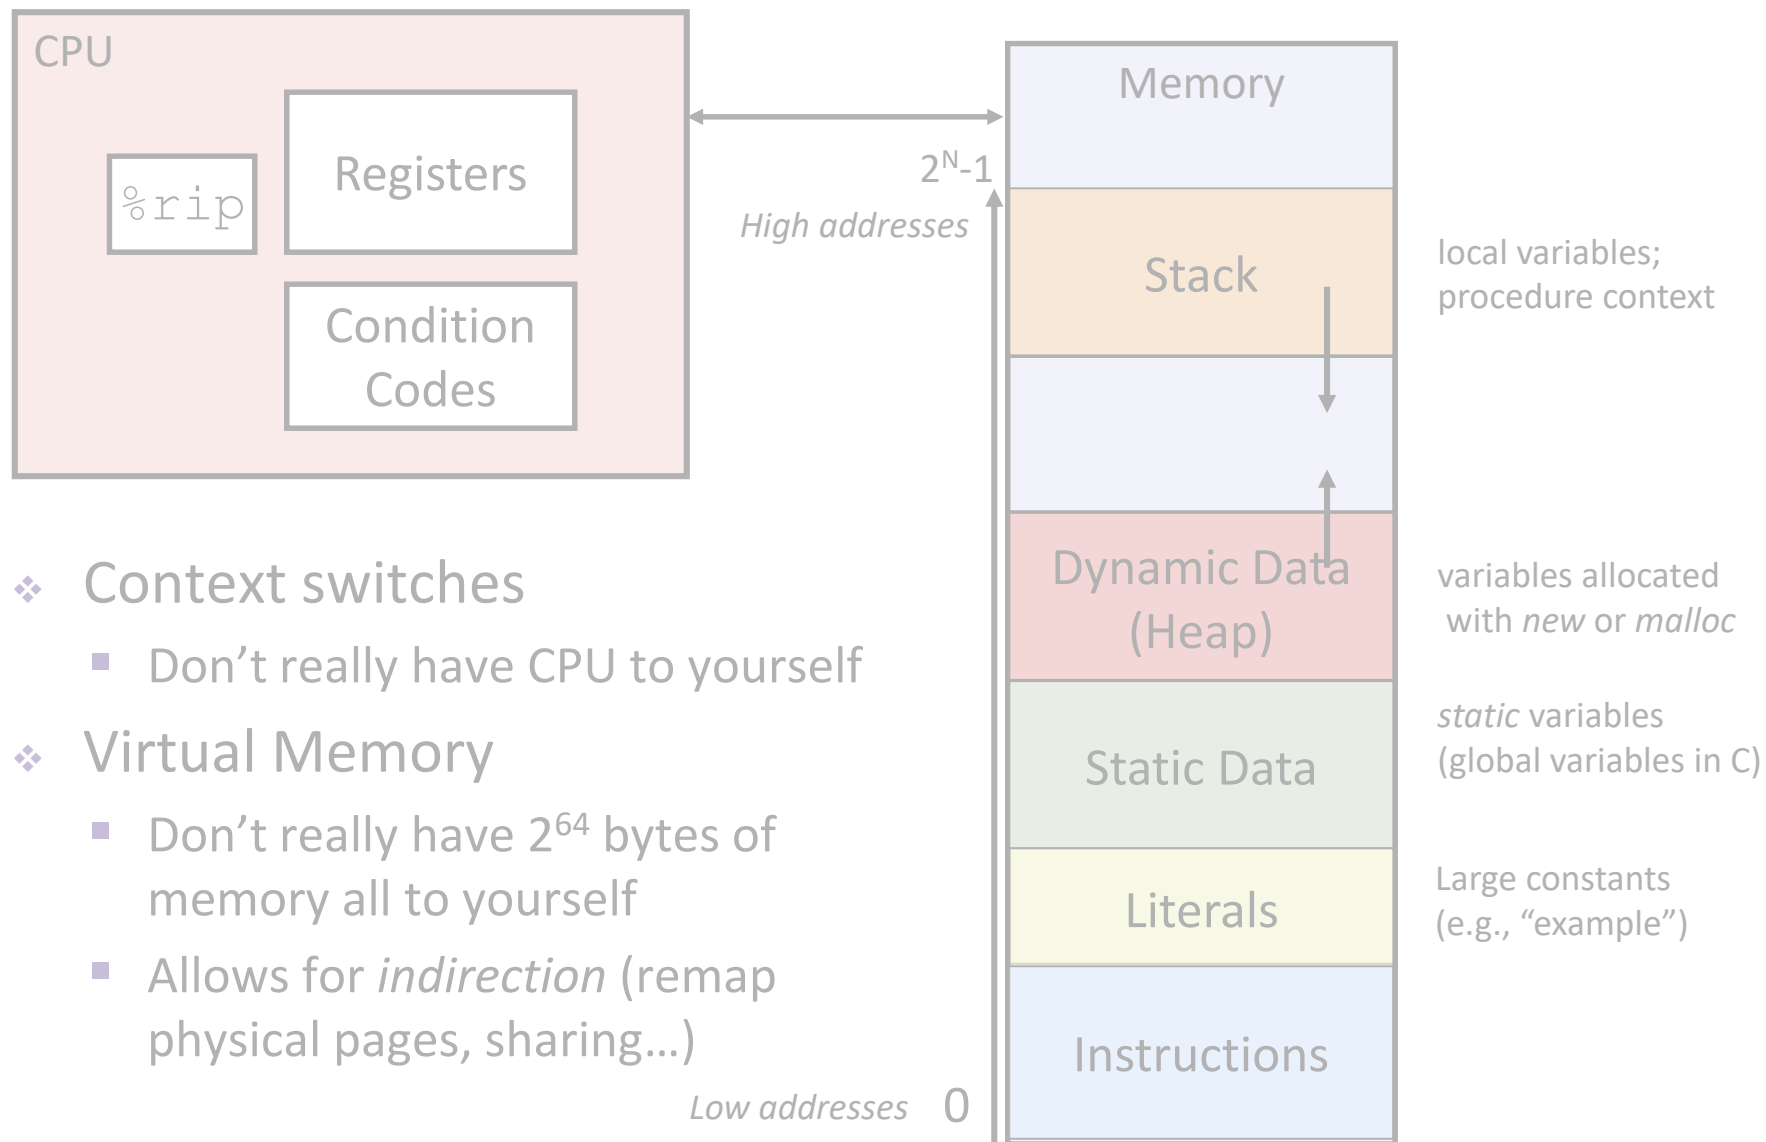 CPU
%rip
Registers
Condition
Codes
Memory
2ᴺ-1
High addresses
Stack
local variables;
procedure context
Dynamic Data
(Heap)
variables allocated
with new or malloc
Static Data
static variables
(global variables in C)
Literals
Large constants
(e.g., “example”)
Instructions
Low addresses 0
❖ Context switches
▪ Don’t really have CPU to yourself
❖ Virtual Memory
▪ Don’t really have 2⁶⁴ bytes of
memory all to yourself
▪ Allows for indirection (remap
physical pages, sharing…)